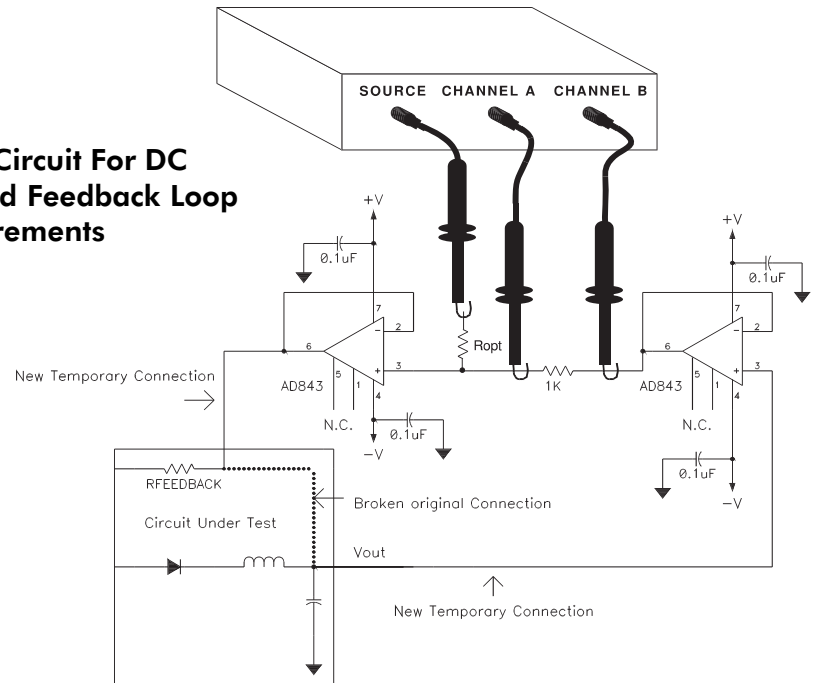 SOURCE CHANNEL A CHANNEL B
Circuit For DC
d Feedback Loop
rements
+V
0.1uF
7
2
6
3
5
1
4
AD843
N.C.
0.1uF
-V
Ropt
1K
+V
0.1uF
7
2
6
3
5
1
4
AD843
N.C.
0.1uF
-V
New Temporary Connection
RFEEDBACK
Broken original Connection
Circuit Under Test
Vout
New Temporary Connection